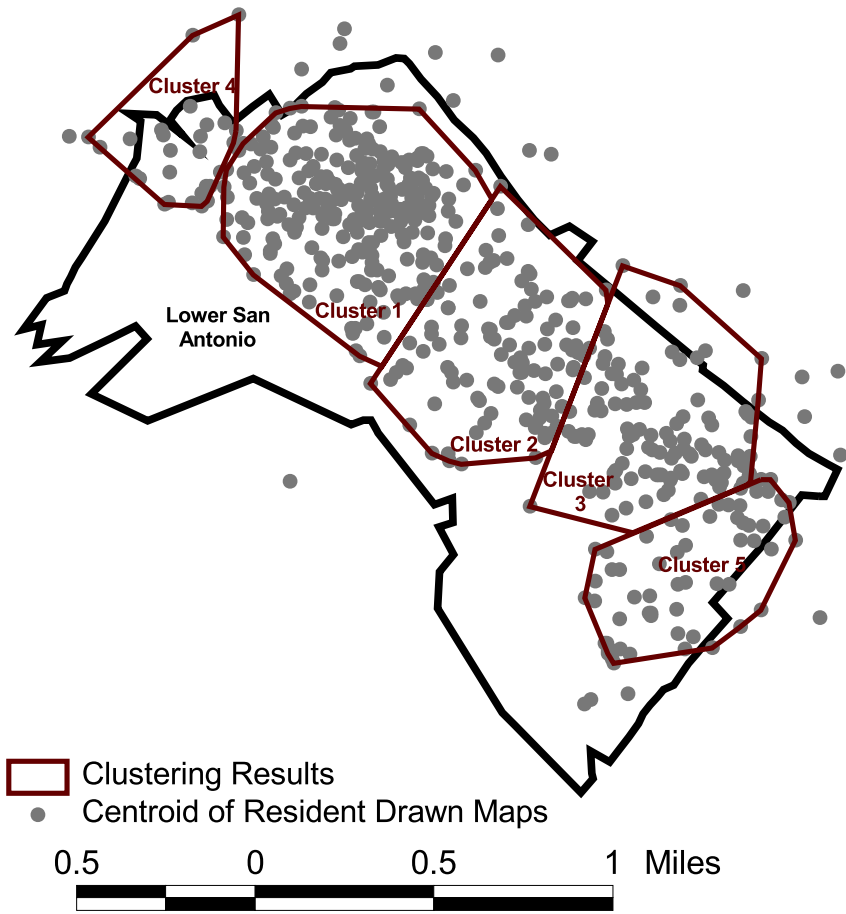 Cluster 4
Lower San
Antonio
Cluster 1
Cluster 2
Cluster
3
Cluster 5
Clustering Results
Centroid of Resident Drawn Maps
0.5 0 0.5 1 Miles